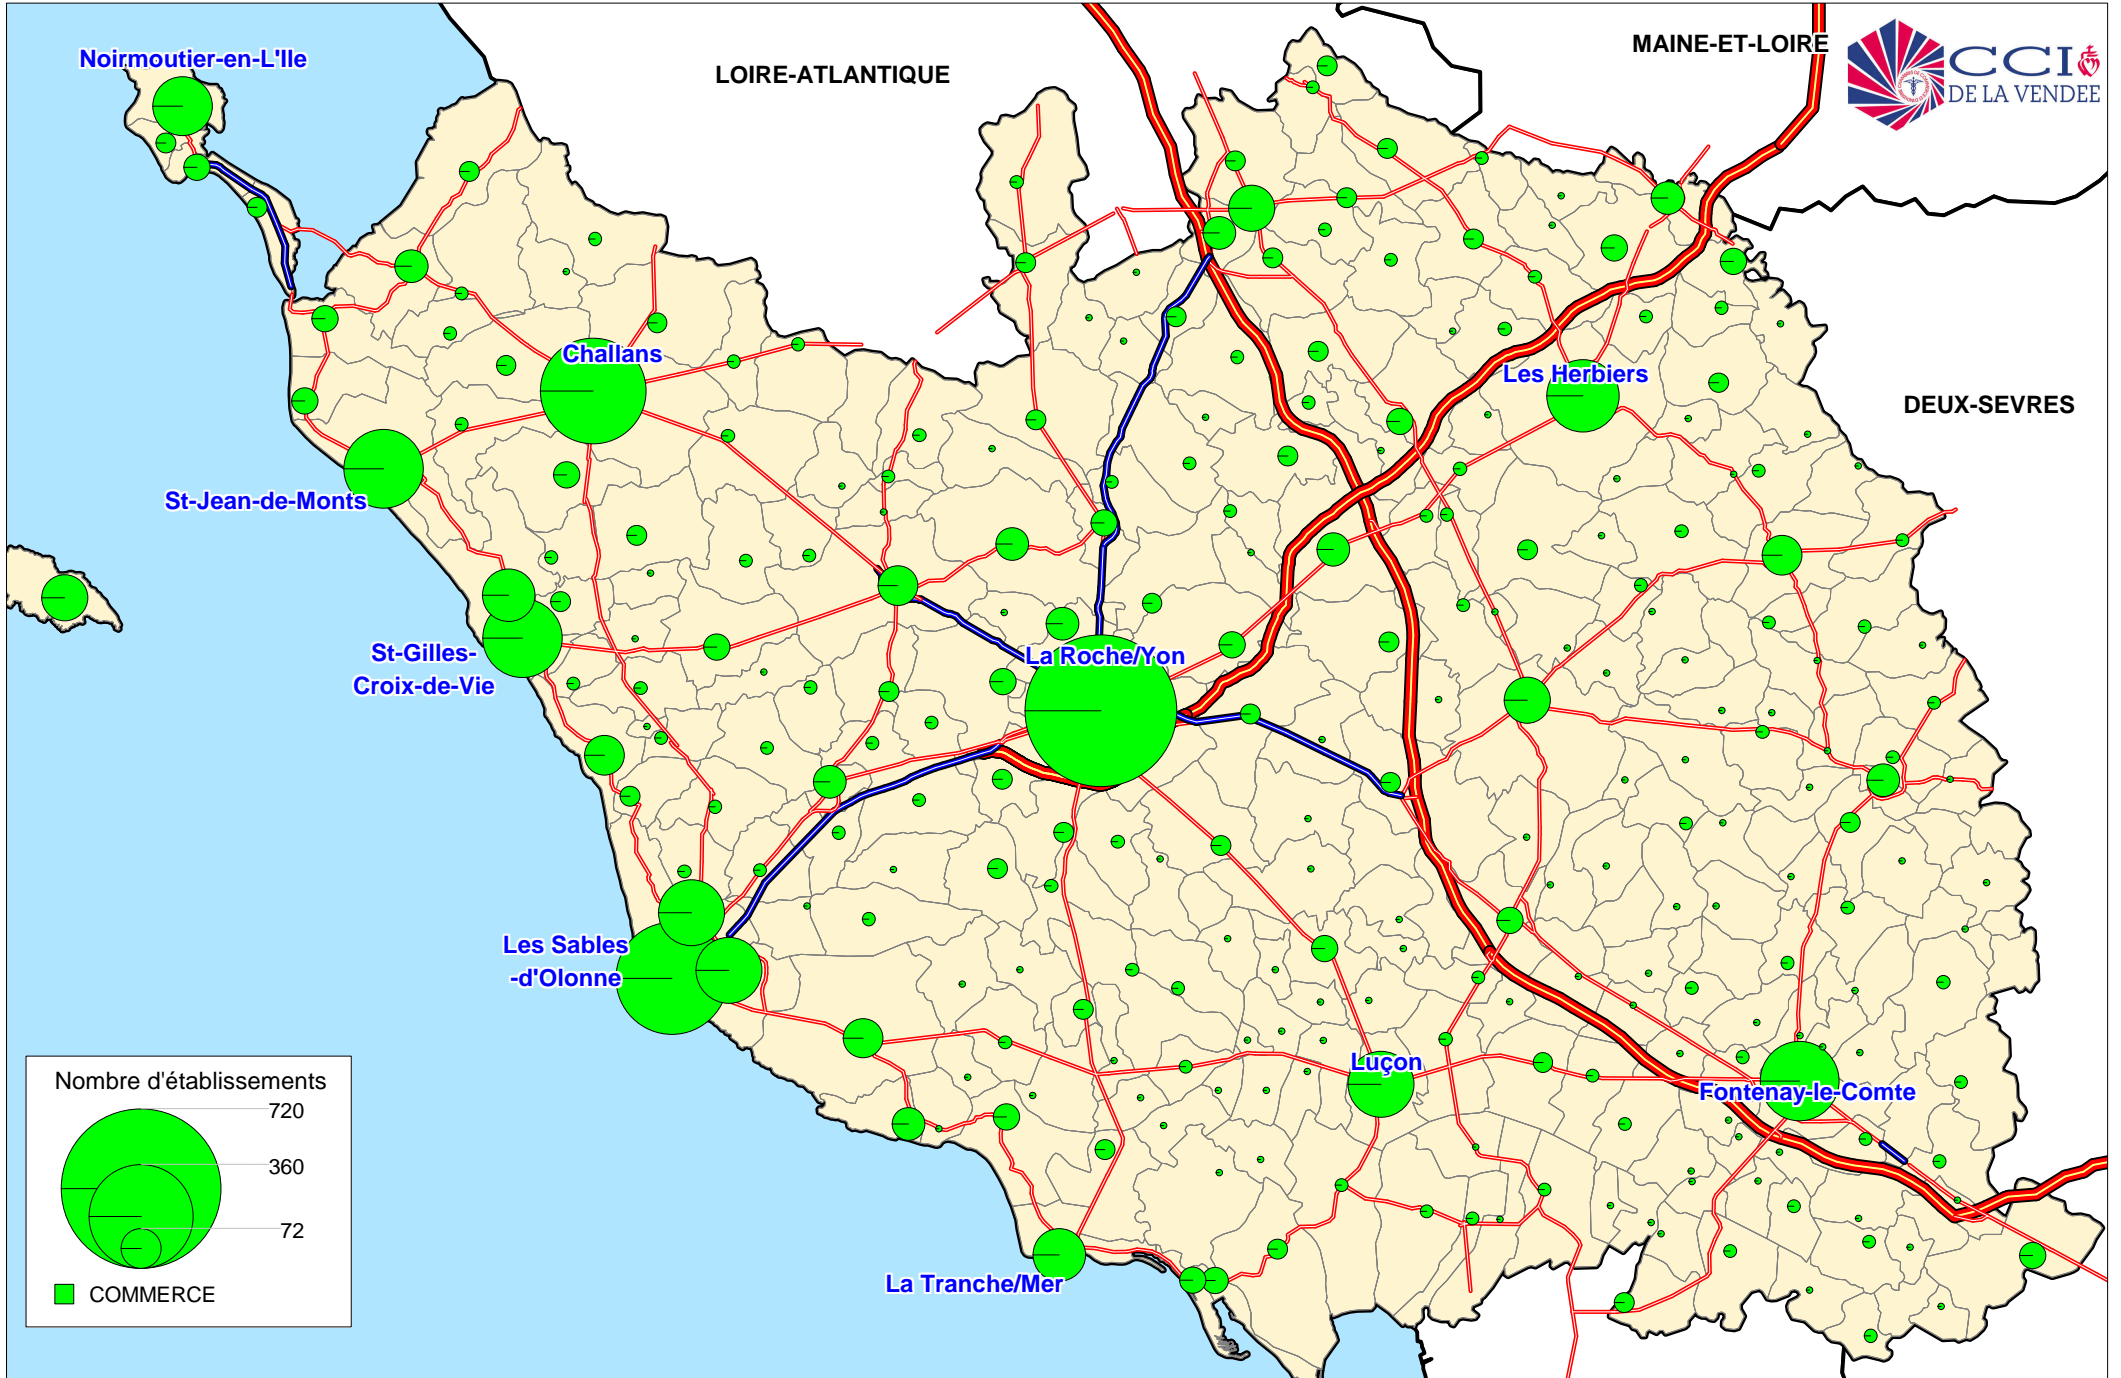 Noirmoutier-en-L'Ile
LOIRE-ATLANTIQUE
MAINE-ET-LOIRE
CCI
DE LA VENDEE
Challans
Les Herbiers
DEUX-SEVRES
St-Jean-de-Monts
St-Gilles-
Croix-de-Vie
La Roche/Yon
Les Sables
-d'Olonne
Luçon
Fontenay-le-Comte
La Tranche/Mer
Nombre d'établissements
720
360
72
COMMERCE